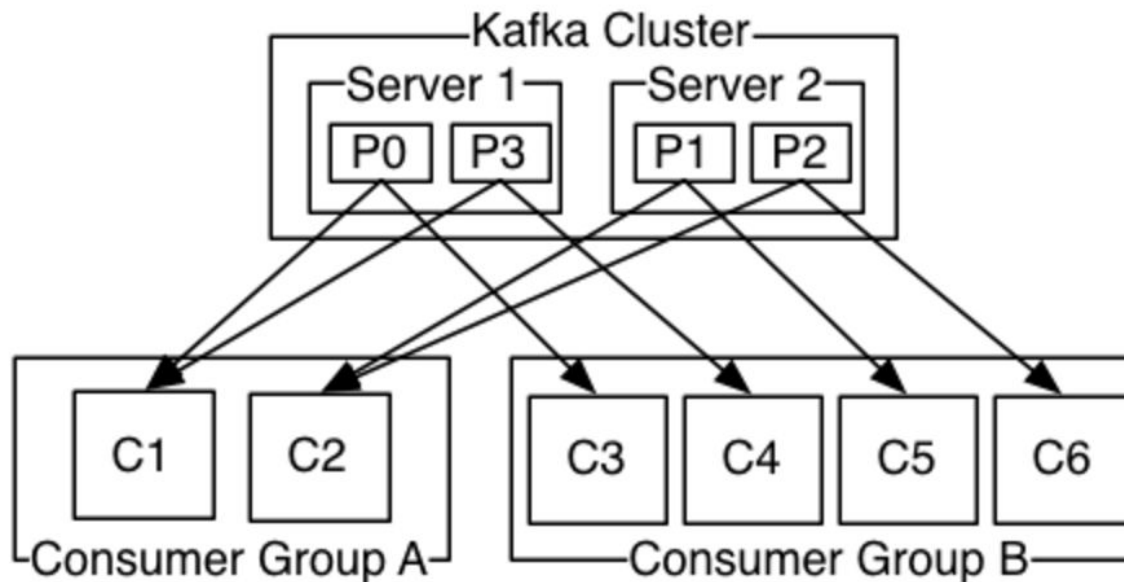 Kafka Cluster
Server 1 Server 2
P0 P3 P1 P2
C1 C2 C3 C4 C5 C6
Consumer Group A Consumer Group B